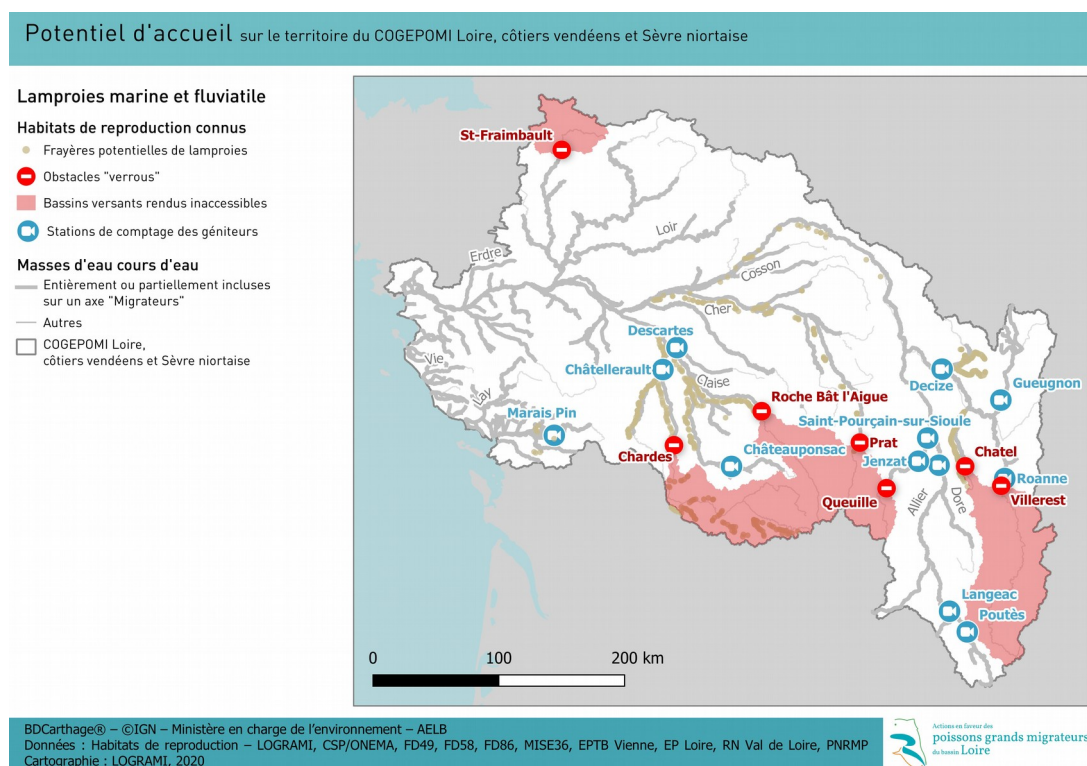 Potentiel d'accueil sur le territoire du COGEPOMI Loire, côtiers vendéens et Sèvre niortaise
Lamproies marine et fluviatile
Habitats de reproduction connus
Frayères potentielles de lamproies
Obstacles "verrous"
Bassins versants rendus inaccessibles
Stations de comptage des géniteurs
Masses d'eau cours d'eau
Entièrement ou partiellement incluses
sur un axe "Migrateurs"
Autres
COGEPOMI Loire,
côtiers vendéens et Sèvre niortaise
St-Fraimbault
Loir
Erdre
Cosson
Cher
Descartes
Vie
Châtellerault
Claise
Decize
Gueugnon
Lay
Roche Bât l'Aigue
Marais Pin
Saint-Pourçain-sur-Sioule
Prat
Chardes
Châteauponsac
Jenzat
Chatel
Roanne
Queuille
Allier
Dore
Villerest
Langeac
Poutès
0 100 200 km
BDCarthage® – ©IGN – Ministère en charge de l'environnement – AELB
Données : Habitats de reproduction – LOGRAMI, CSP/ONEMA, FD49, FD58, FD86, MISE36, EPTB Vienne, EP Loire, RN Val de Loire, PNRMP
Cartographie : LOGRAMI, 2020
Actions en faveur des
poissons grands migrateurs
du bassin Loire